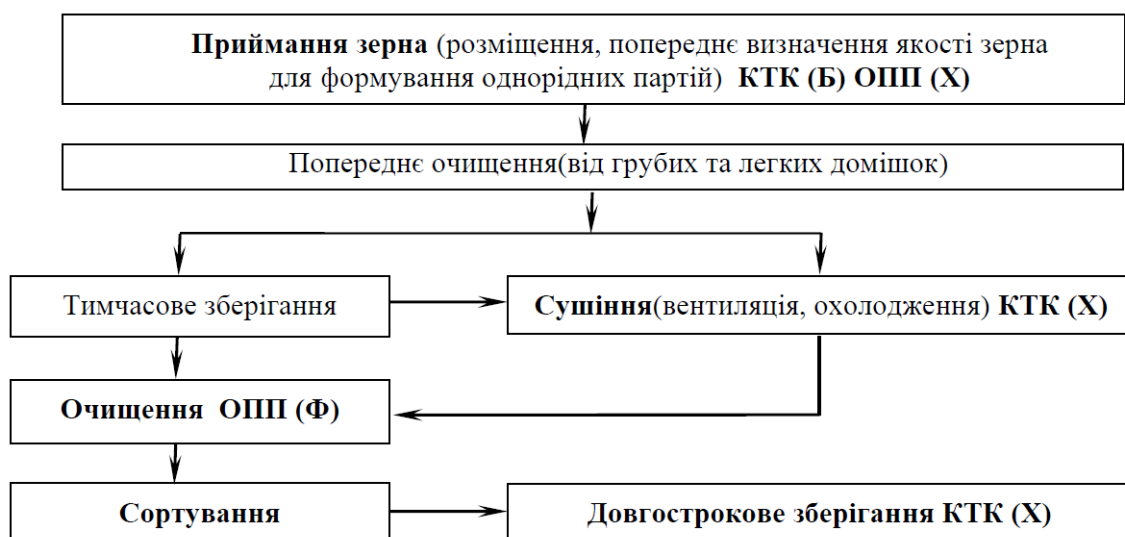 Приймання зерна (розміщення, попереднє визначення якості зерна
для формування однорідних партій) КТК (Б) ОПП (Х)
Попереднє очищення(від грубих та легких домішок)
Тимчасове зберігання
Сушіння(вентиляція, охолодження) КТК (Х)
Очищення ОПП (Ф)
Сортування
Довгострокове зберігання КТК (Х)